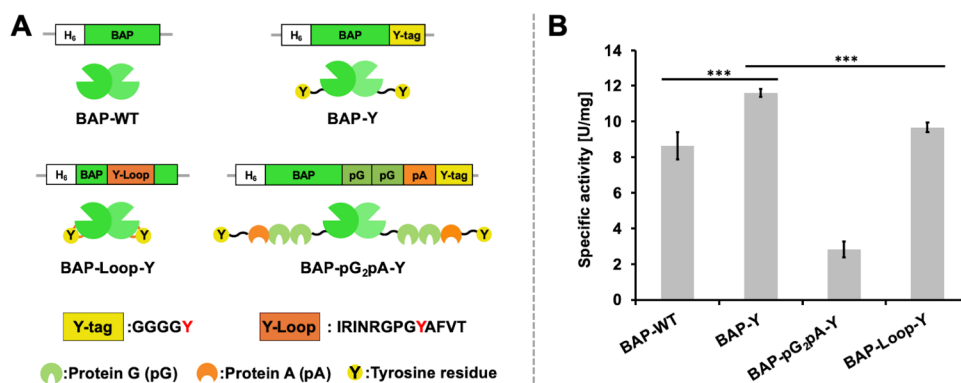 A
H6 BAP
BAP-WT
H6 BAP Y-tag
Y Y
BAP-Y
H6 BAP Y-Loop
Y Y
BAP-Loop-Y
H6 BAP pG pG pA Y-tag
Y Y
BAP-pG2pA-Y
Y-tag :GGGGY
Y-Loop : IRINRGPGYAFVT
:Protein G (pG) :Protein A (pA) Y :Tyrosine residue
B
Specific activity [U/mg]
14
12
10
8
6
4
2
0
*** ***
BAP-WT
BAP-Y
BAP-pG2pA-Y
BAP-Loop-Y